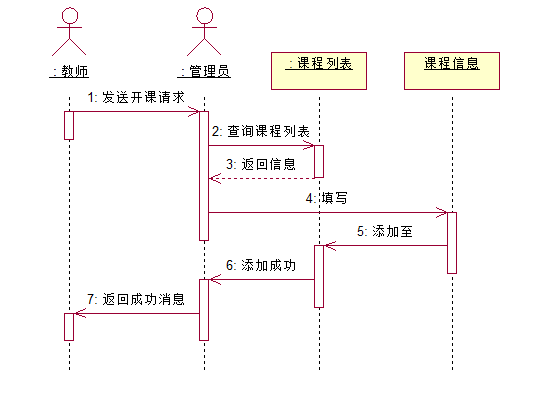 : 教师
: 管理员
: 课程列表
课程信息
1: 发送开课请求
2: 查询课程列表
3: 返回信息
4: 填写
5: 添加至
6: 添加成功
7: 返回成功消息